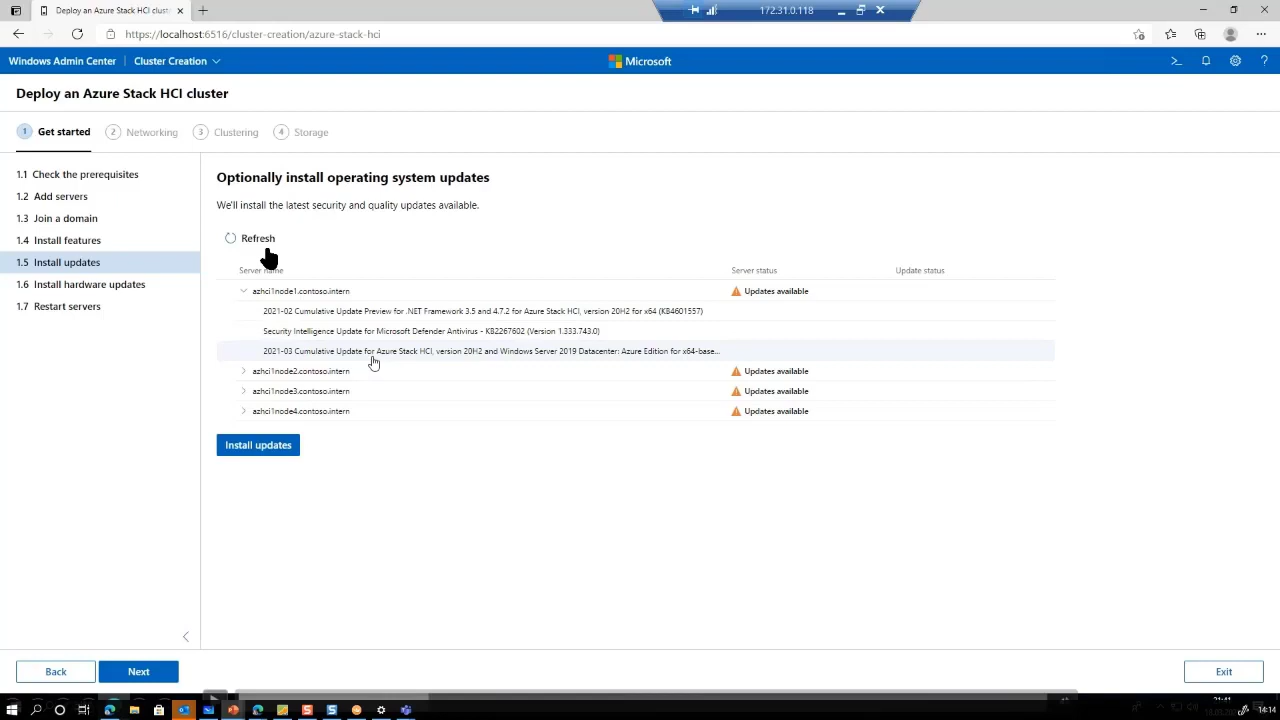 Deploy an Azure Stack HCI cluster
172.31.0.118
https://localhost:6516/cluster-creation/azure-stack-hci
Windows Admin Center
Cluster Creation
Microsoft
Deploy an Azure Stack HCI cluster
1 Get started
2 Networking
3 Clustering
4 Storage
1.1 Check the prerequisites
1.2 Add servers
1.3 Join a domain
1.4 Install features
1.5 Install updates
1.6 Install hardware updates
1.7 Restart servers
Optionally install operating system updates
We'll install the latest security and quality updates available.
Refresh
Server name Server status Update status
azhci1node1.contoso.intern Updates available
2021-02 Cumulative Update Preview for .NET Framework 3.5 and 4.7.2 for Azure Stack HCI, version 20H2 for x64 (KB4601557)
Security Intelligence Update for Microsoft Defender Antivirus - KB2267602 (Version 1.333.743.0)
2021-03 Cumulative Update for Azure Stack HCI, version 20H2 and Windows Server 2019 Datacenter: Azure Edition for x64-base...
azhci1node2.contoso.intern Updates available
azhci1node3.contoso.intern Updates available
azhci1node4.contoso.intern Updates available
Install updates
Back
Next
Exit
14:14